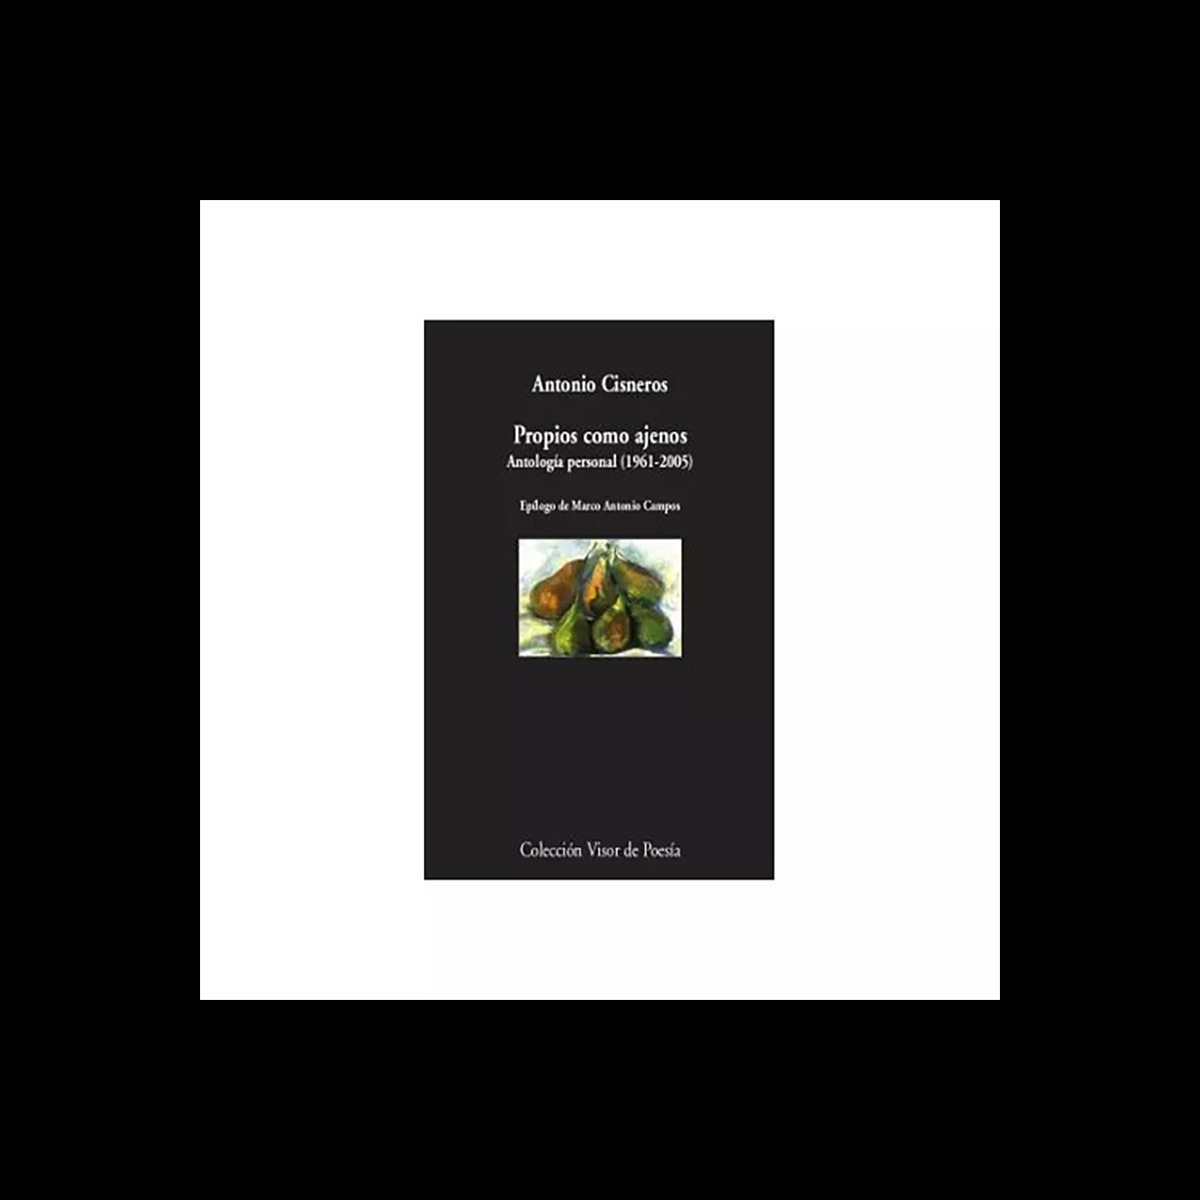 Antonio Cisneros
Propios como ajenos
Antología personal (1961-2005)
Epílogo de Marco Antonio Campos
Colección Visor de Poesía